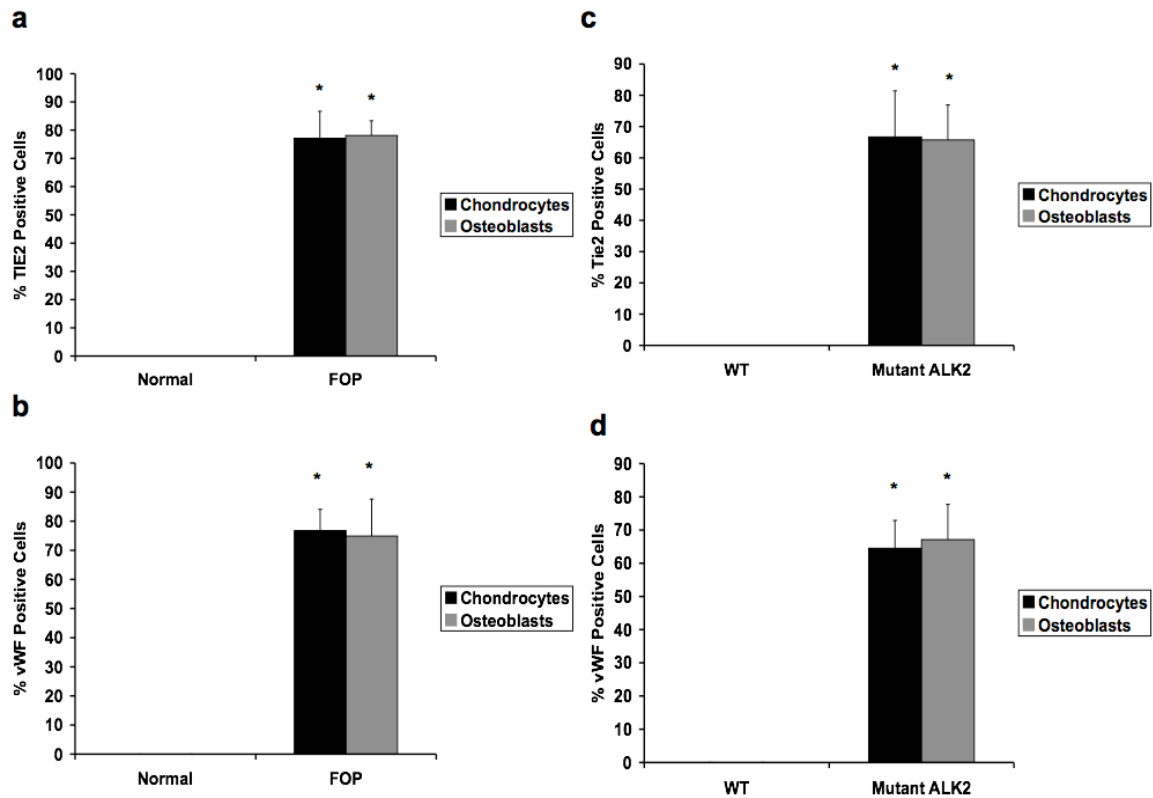 a
% TIE2 Positive Cells
100
90
80
70
60
50
40
30
20
10
0
*
*
Normal
FOP
Chondrocytes
Osteoblasts
b
% vWF Positive Cells
100
90
80
70
60
50
40
30
20
10
0
*
*
Normal
FOP
Chondrocytes
Osteoblasts
c
% Tie2 Positive Cells
90
80
70
60
50
40
30
20
10
0
*
*
WT
Mutant ALK2
Chondrocytes
Osteoblasts
d
% vWF Positive Cells
90
80
70
60
50
40
30
20
10
0
*
*
WT
Mutant ALK2
Chondrocytes
Osteoblasts